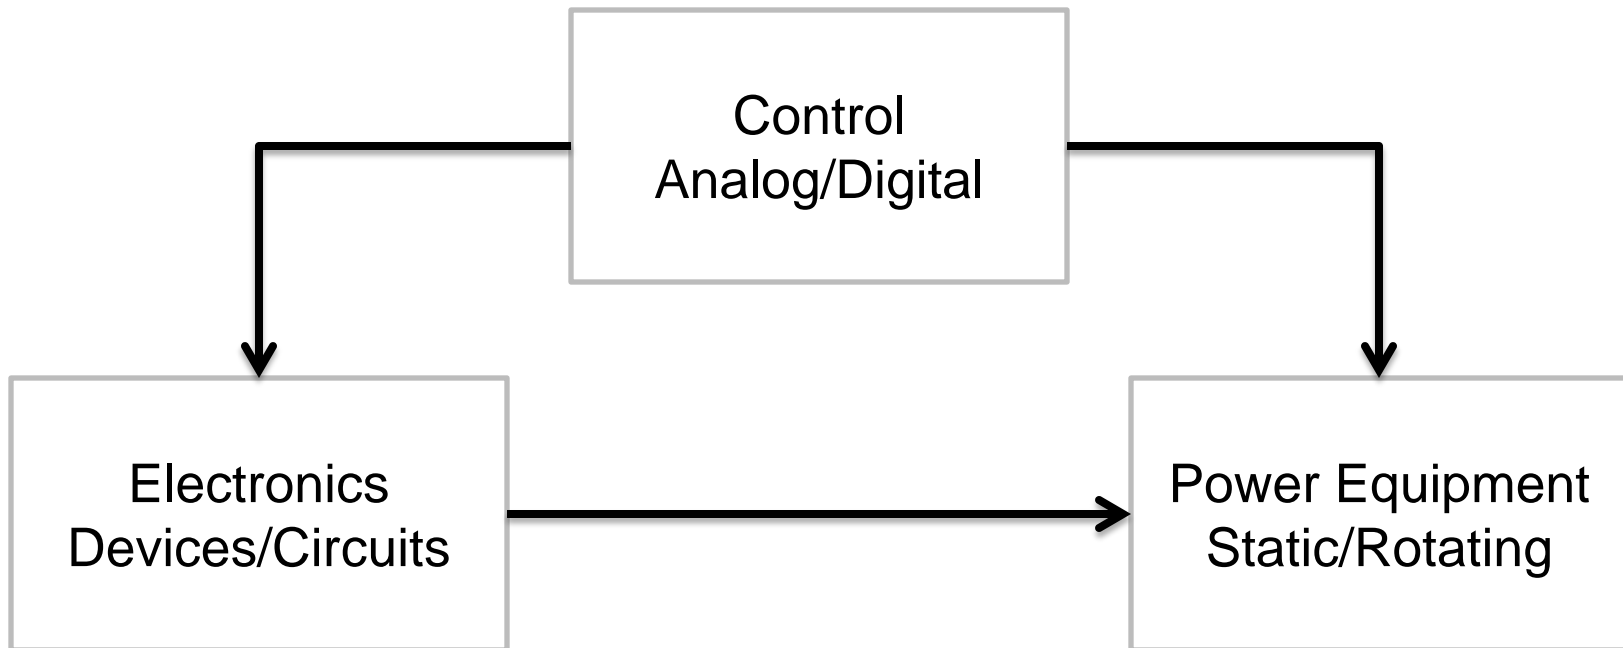 Control
Analog/Digital
Electronics
Devices/Circuits
Power Equipment
Static/Rotating